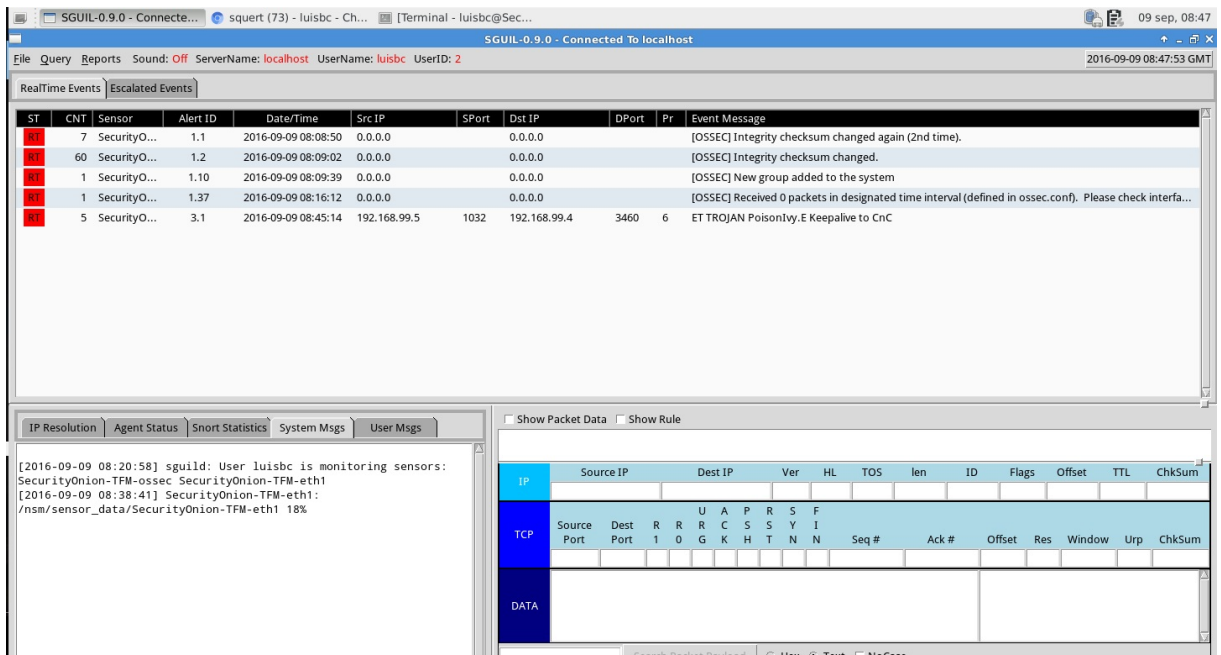 SGUIL-0.9.0 - Connecte... squert (73) - luisbc - Ch... [Terminal - luisbc@Sec... 09 sep, 08:47
SGUIL-0.9.0 - Connected To localhost
File Query Reports Sound: Off ServerName: localhost UserName: luisbc UserID: 2 2016-09-09 08:47:53 GMT
RealTime Events Escalated Events
ST CNT Sensor Alert ID Date/Time Src IP SPort Dst IP DPort Pr Event Message
RT 7 SecurityO... 1.1 2016-09-09 08:08:50 0.0.0.0 0.0.0.0 [OSSEC] Integrity checksum changed again (2nd time).
RT 60 SecurityO... 1.2 2016-09-09 08:09:02 0.0.0.0 0.0.0.0 [OSSEC] Integrity checksum changed.
RT 1 SecurityO... 1.10 2016-09-09 08:09:39 0.0.0.0 0.0.0.0 [OSSEC] New group added to the system
RT 1 SecurityO... 1.37 2016-09-09 08:16:12 0.0.0.0 0.0.0.0 [OSSEC] Received 0 packets in designated time interval (defined in ossec.conf). Please check interfa...
RT 5 SecurityO... 3.1 2016-09-09 08:45:14 192.168.99.5 1032 192.168.99.4 3460 6 ET TROJAN PoisonIvy.E Keepalive to CnC
IP Resolution Agent Status Snort Statistics System Msgs User Msgs
[2016-09-09 08:20:58] sguild: User luisbc is monitoring sensors:
SecurityOnion-TFM-ossec SecurityOnion-TFM-eth1
[2016-09-09 08:38:41] SecurityOnion-TFM-eth1:
/nsm/sensor_data/SecurityOnion-TFM-eth1 18%
Show Packet Data Show Rule
IP Source IP Dest IP Ver HL TOS len ID Flags Offset TTL ChkSum
U A P R S F
Source Dest R R R C S S Y I
TCP Port Port 1 0 G K H T N N Seq # Ack # Offset Res Window Urp ChkSum
DATA
Search Packet Payload Hex Text NoCase